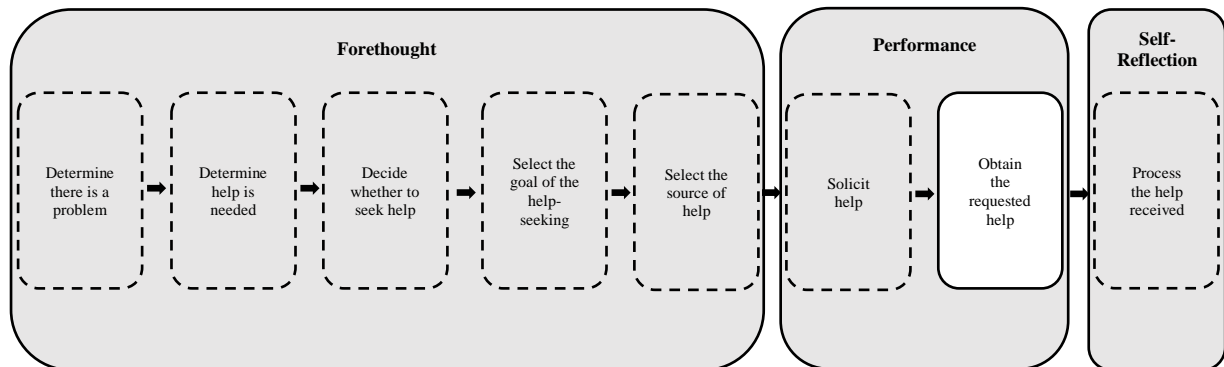 Forethought
Performance
Self-
Reflection
Determine
there is a
problem
Determine
help is
needed
Decide
whether to
seek help
Select the
goal of the
help-
seeking
Select the
source of
help
Solicit
help
Obtain
the
requested
help
Process
the help
received